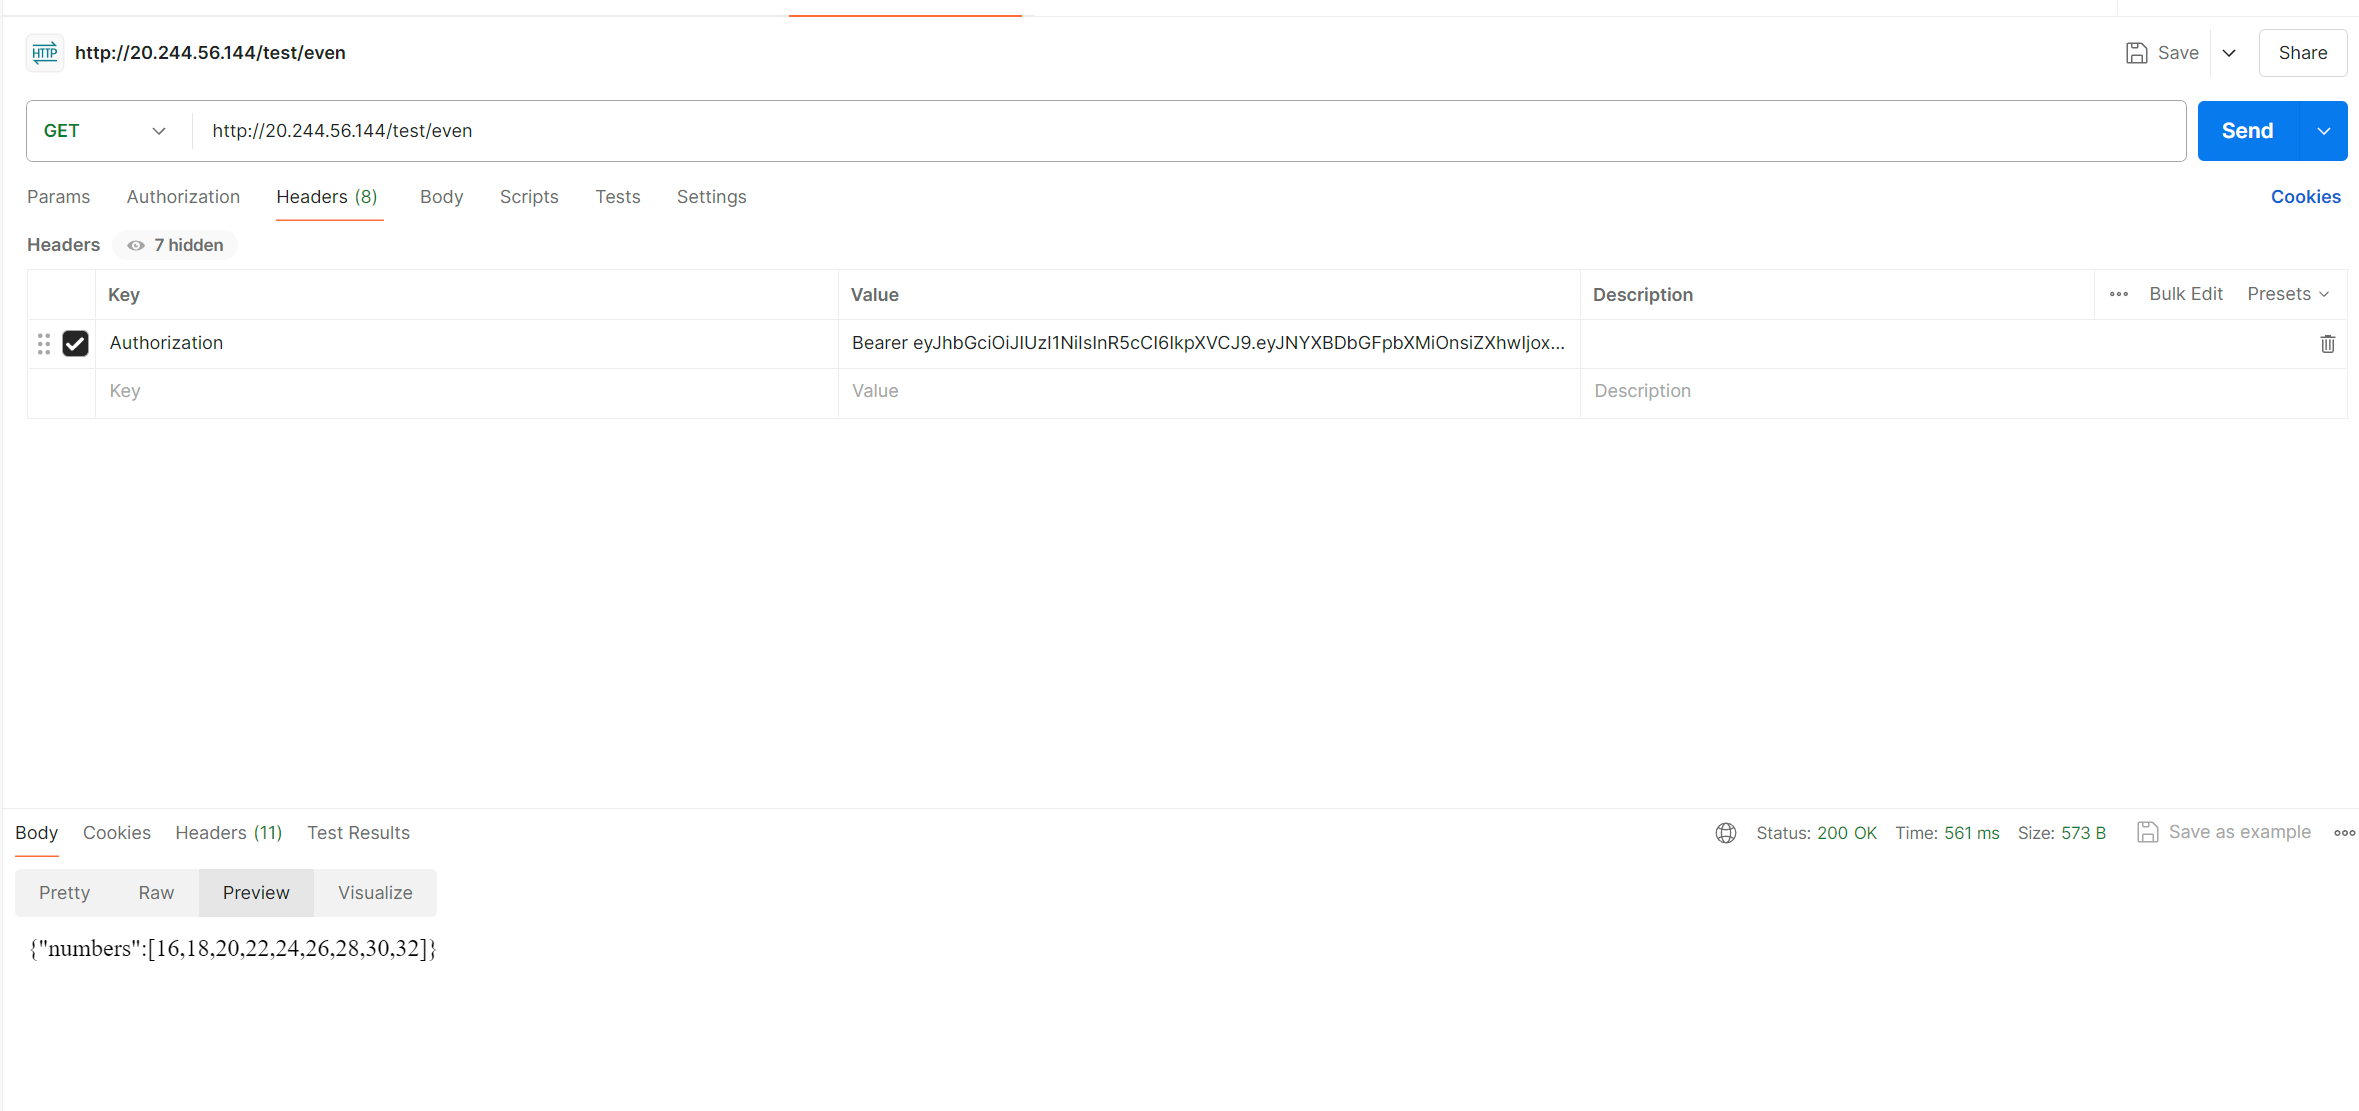 HTTP http://20.244.56.144/test/even Save Share
GET http://20.244.56.144/test/even Send
Params Authorization Headers (8) Body Scripts Tests Settings Cookies
Headers 7 hidden
Key Value Description Bulk Edit Presets
Authorization Bearer eyJhbGciOiJIUzI1NiIsInR5cCI6IkpXVCJ9.eyJNYXBDbGFpbXMiOnsiZXhwIjox...
Key Value Description
Body Cookies Headers (11) Test Results Status: 200 OK Time: 561 ms Size: 573 B Save as example
Pretty Raw Preview Visualize
{"numbers":[16,18,20,22,24,26,28,30,32]}